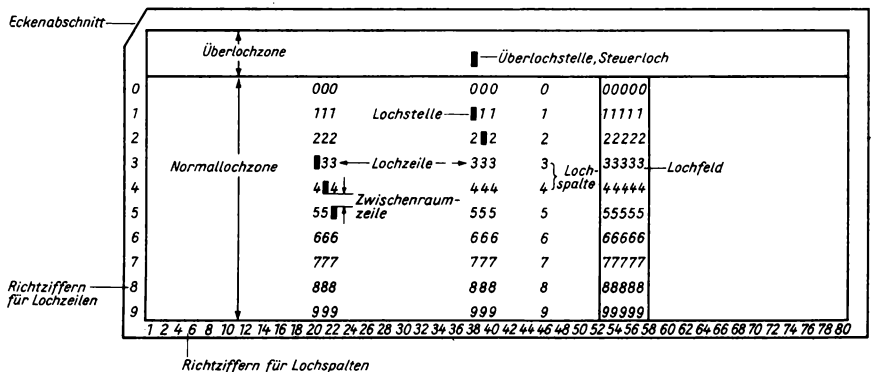 Eckenabschnitt
Überlochzone
Überlochstelle, Steuerloch
0 000 000 0 00000
1 111 Lochstelle 11 1 11111
2 222 2 2 2 22222
3 Normallochzone 33 Lochzeile 333 3 Loch- 33333 Lochfeld
4 4 4 444 4 spalte 44444
Zwischenraum-
5 55 zeile 555 5 55555
6 666 666 6 66666
7 777 777 7 77777
Richtziffern
8 888 888 8 88888
für Lochzeilen
9 999 999 9 99999
1 2 4 6 8 10 12 14 16 18 20 22 24 26 28 30 32 34 36 38 40 42 44 46 48 50 52 54 56 58 60 62 64 66 68 70 72 74 76 78 80
Richtziffern für Lochspalten